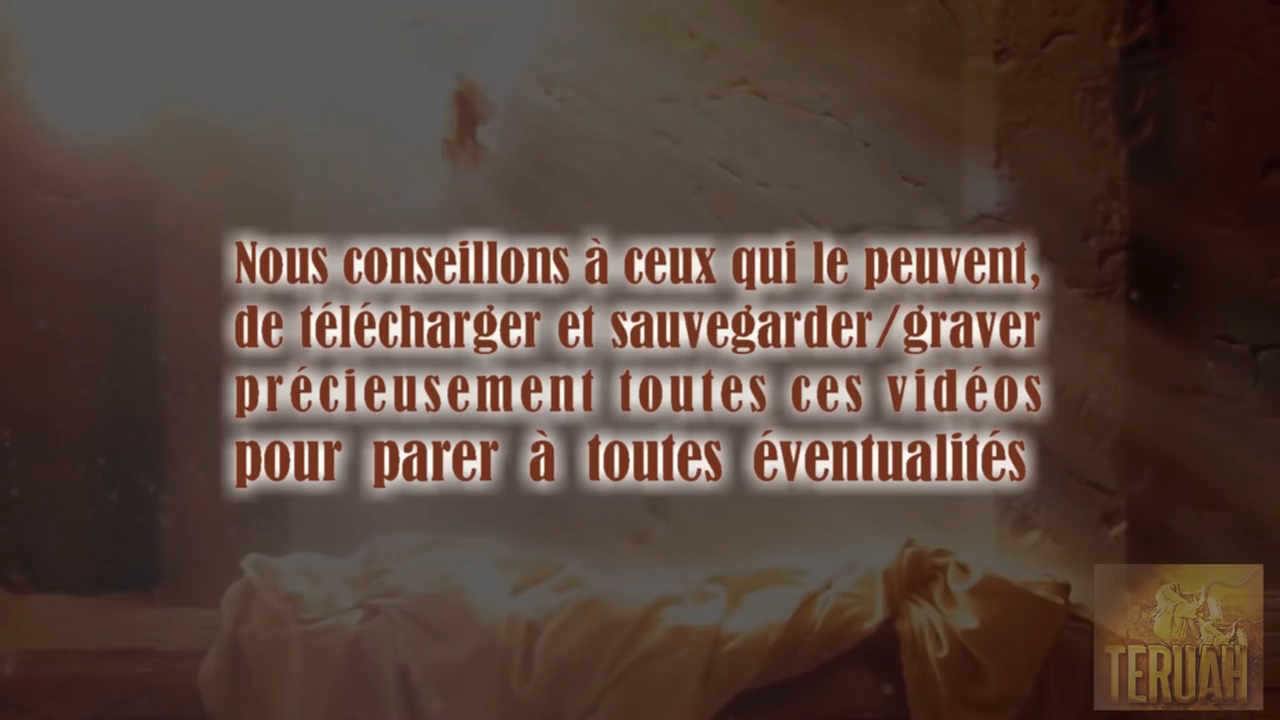 Nous conseillons à ceux qui le peuvent,
de télécharger et sauvegarder/graver
précieusement toutes ces vidéos
pour parer à toutes éventualités
TERUAH